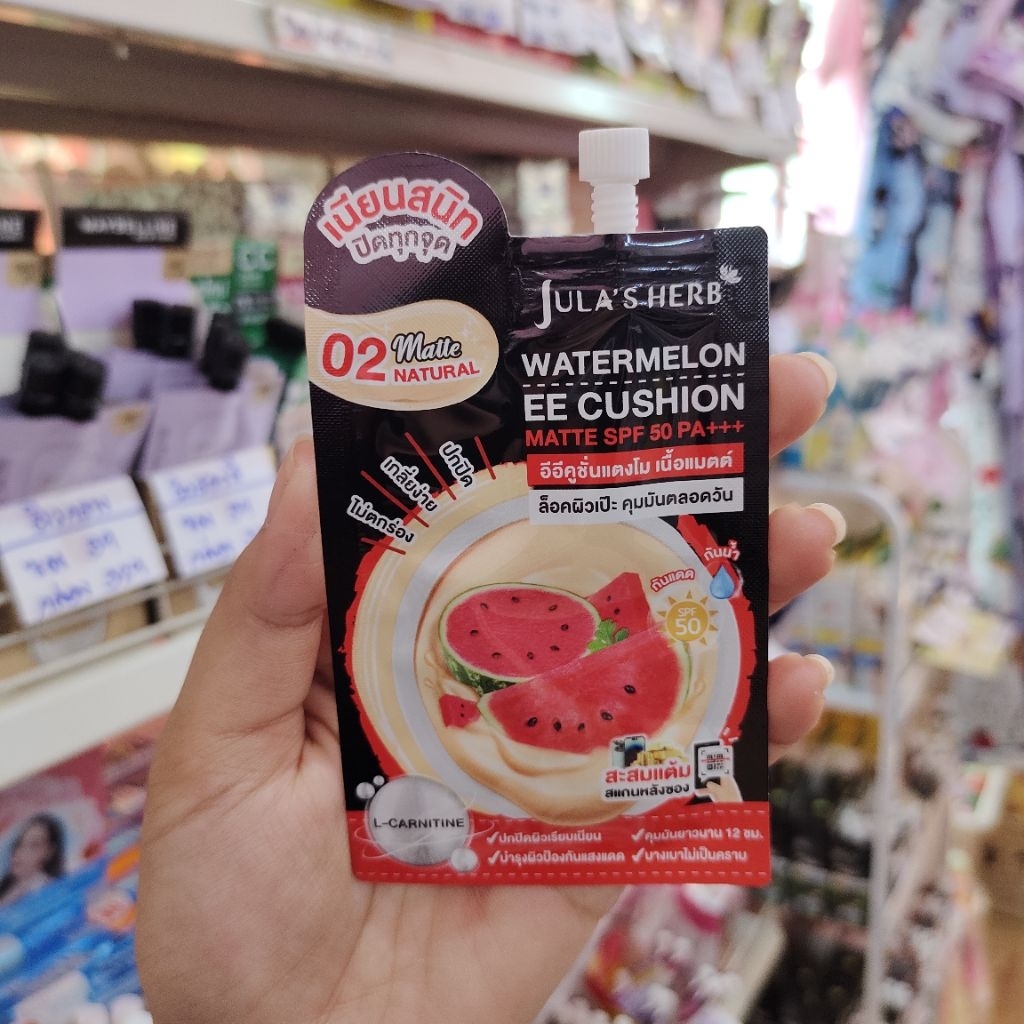 เนียนสนิท
ปิดทุกจุด
JULA'S HERB
02 Matte
NATURAL
WATERMELON
EE CUSHION
MATTE SPF 50 PA+++
อีอีคูชั่นแตงโม เนื้อแมตต์
ล็อคผิวเป๊ะ คุมมันตลอดวัน
ปกปิด
เกลี่ยง่าย
ไม่ตกร่อง
กันน้ำ
กันแดด
SPF
50
สะสมแต้ม
สแกนหลังซอง
L-CARNITINE
✓ปกปิดผิวเรียบเนียน ✓คุมมันยาวนาน 12 ชม.
✓บำรุงผิวป้องกันแสงแดด ✓บางเบาไม่เป็นคราบ